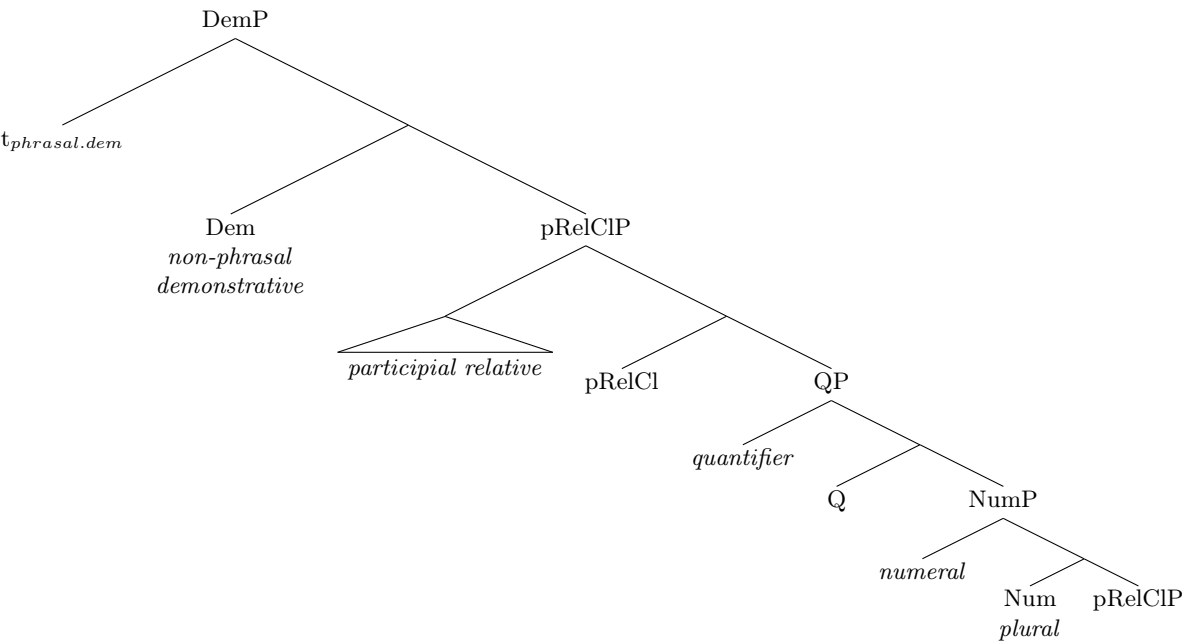 DemP
t_phrasal.dem
Dem
non-phrasal
demonstrative
pRelClP
participial relative
pRelCl
QP
quantifier
Q
NumP
numeral
Num
plural
pRelClP